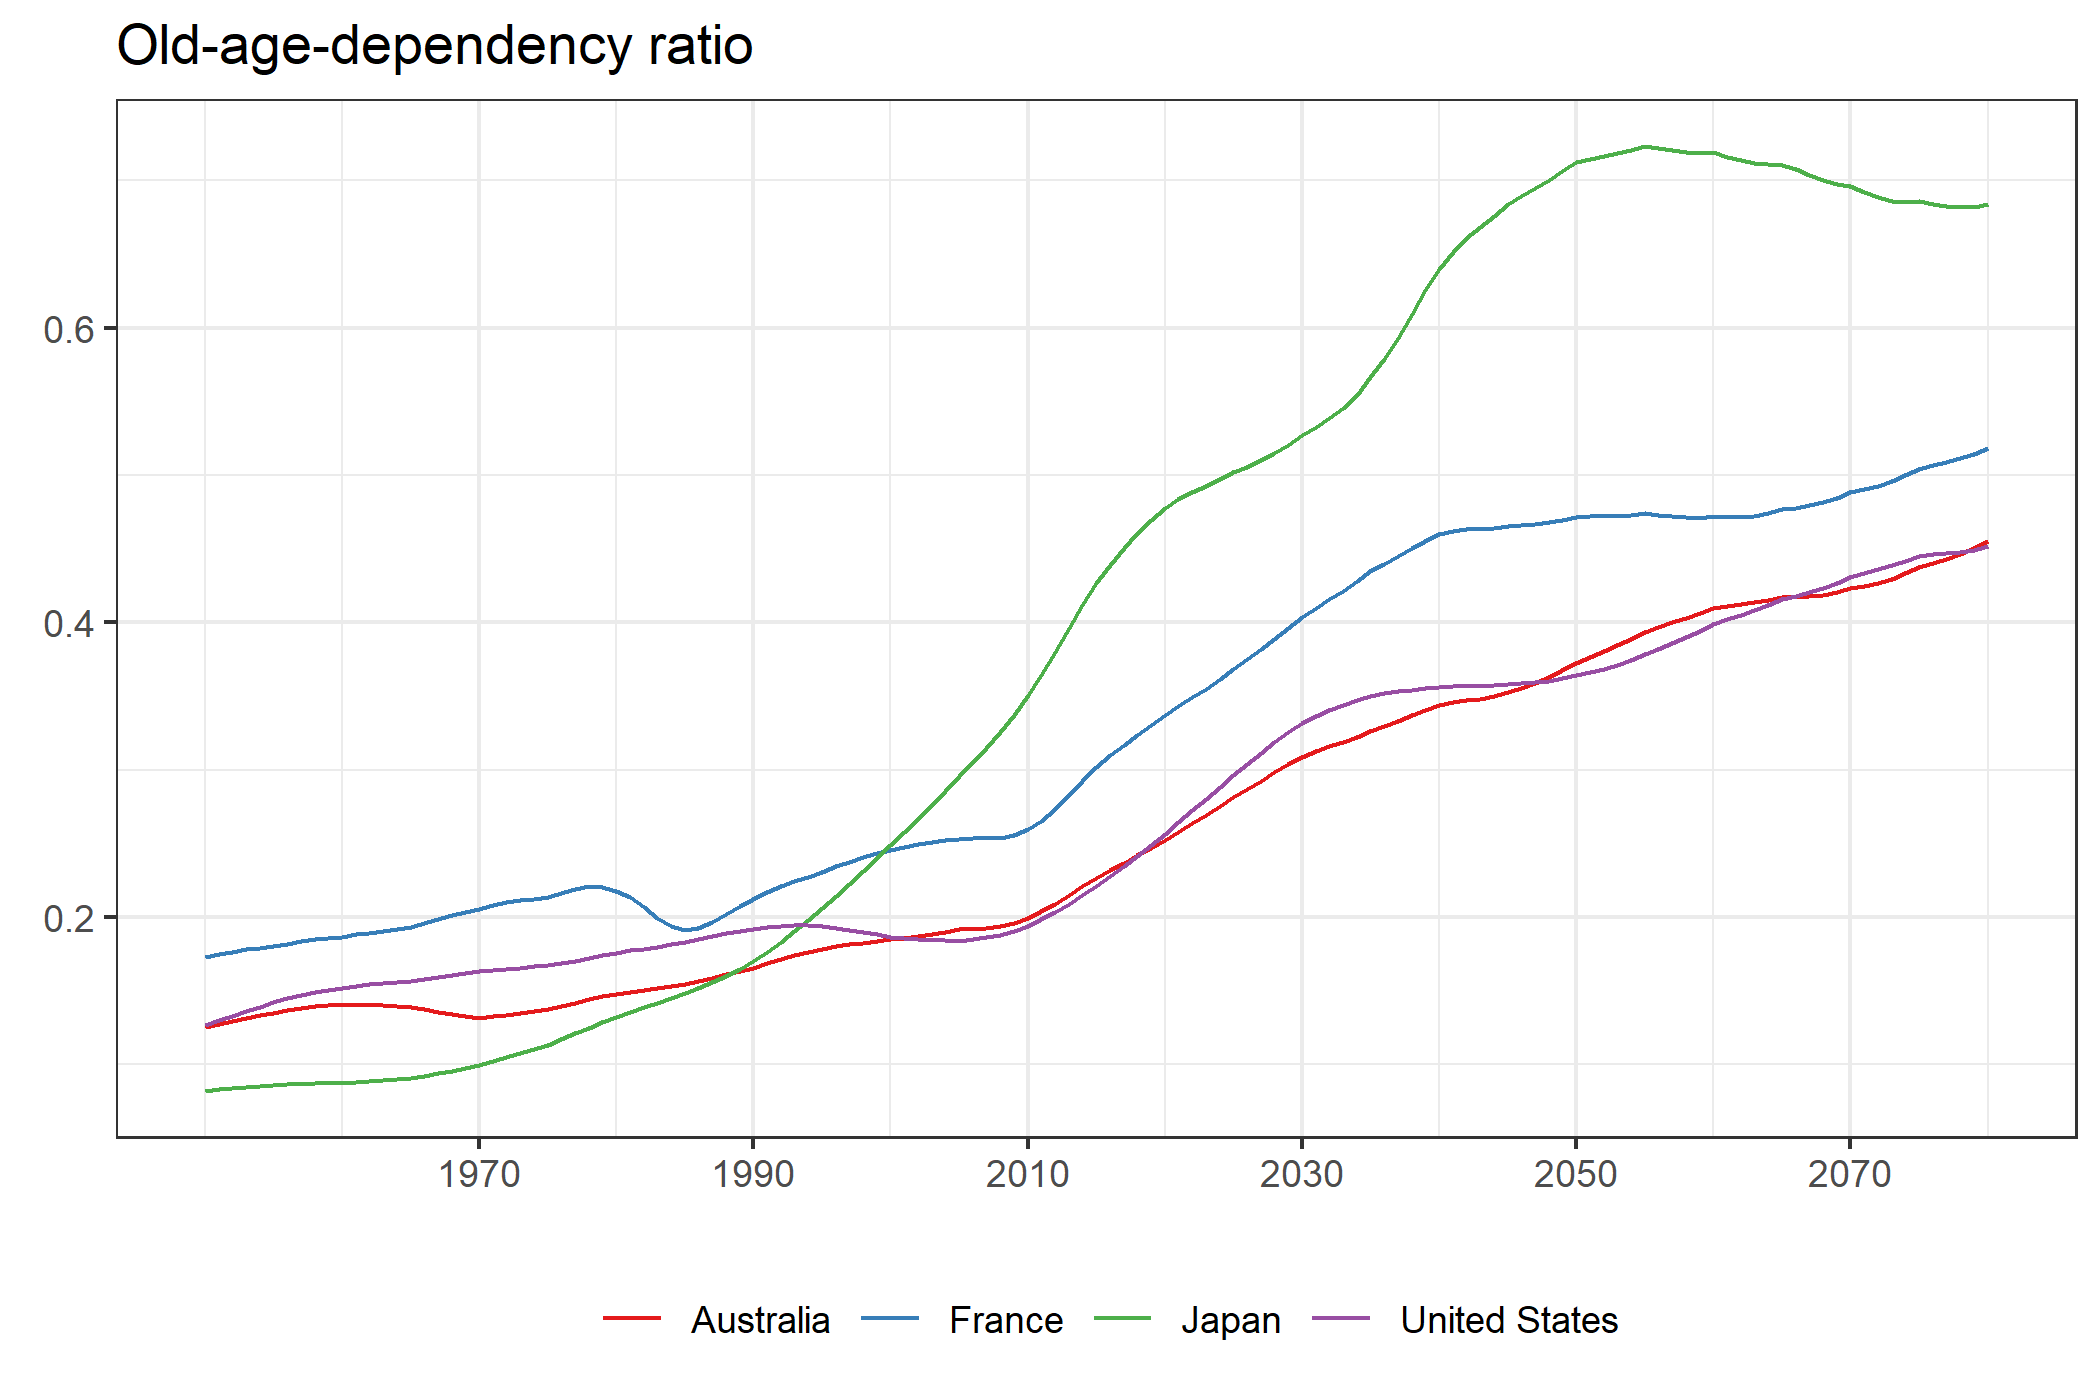 Old-age-dependency ratio
0.6
0.4
0.2
1970 1990 2010 2030 2050 2070
Australia France Japan United States